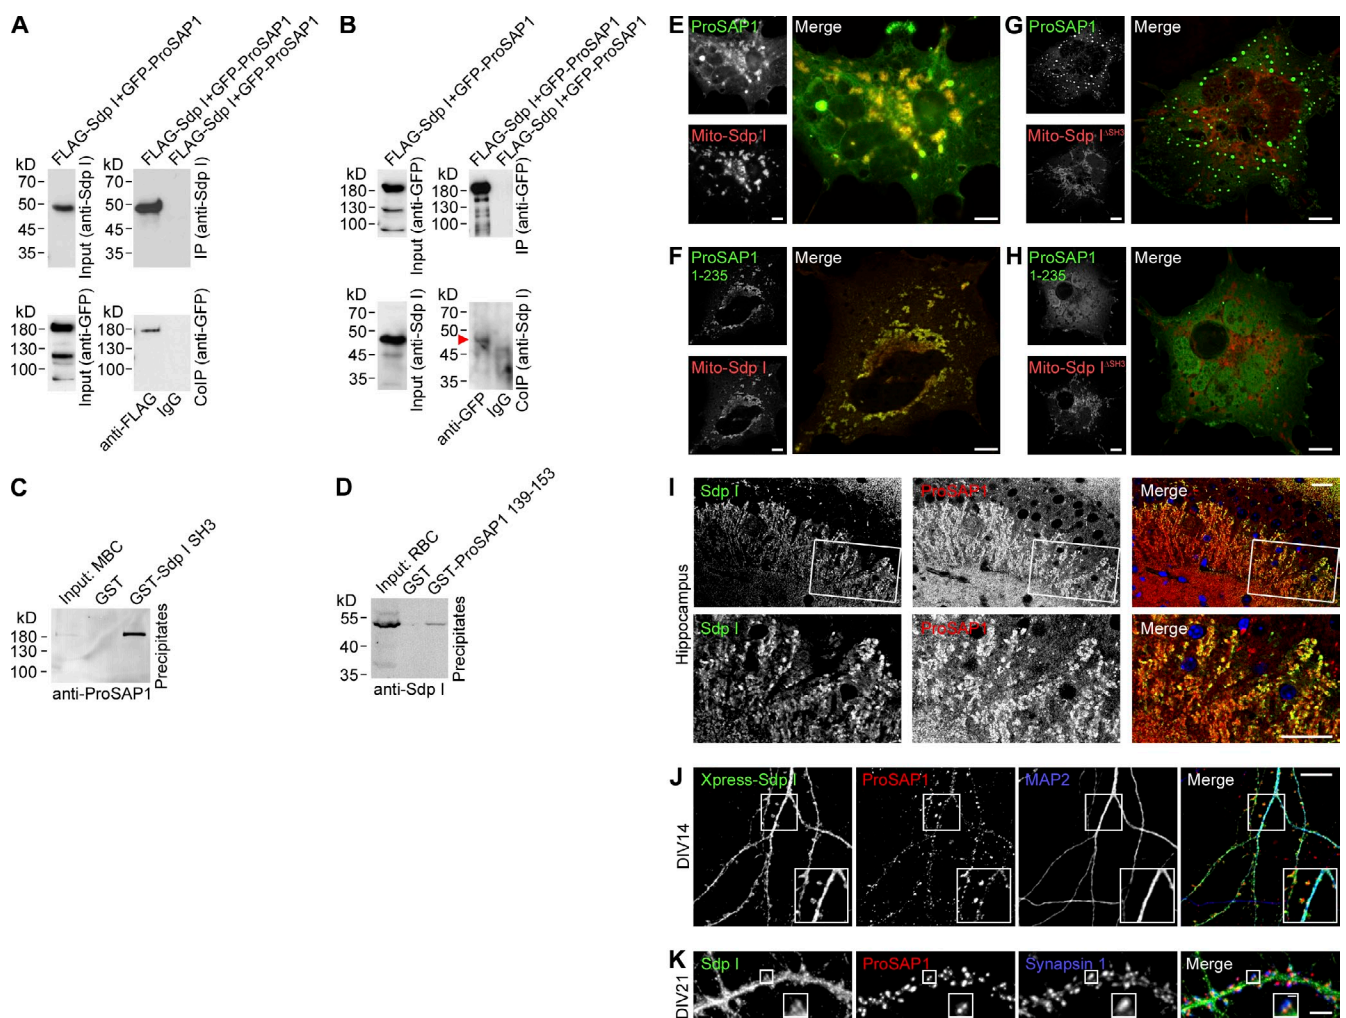 A
FLAG-Sdp I+GFP-ProSAP1
FLAG-Sdp I+GFP-ProSAP1
FLAG-Sdp I+GFP-ProSAP1
kD
70
50
45
35
Input (anti-Sdp I)
kD
70
50
45
35
IP (anti-Sdp I)
kD
180
130
100
Input (anti-GFP)
kD
180
130
100
CoIP (anti-GFP)
anti-FLAG
IgG
B
FLAG-Sdp I+GFP-ProSAP1
FLAG-Sdp I+GFP-ProSAP1
FLAG-Sdp I+GFP-ProSAP1
kD
180
130
100
Input (anti-GFP)
kD
180
130
100
IP (anti-GFP)
kD
70
50
45
35
Input (anti-Sdp I)
kD
70
50
45
35
CoIP (anti-Sdp I)
anti-GFP
IgG
C
Input: MBC
GST
GST-Sdp I SH3
kD
180
130
100
Precipitates
anti-ProSAP1
D
Input: RBC
GST
GST-ProSAP1 139-153
kD
55
40
35
Precipitates
anti-Sdp I
E
ProSAP1
Mito-Sdp I
Merge
F
ProSAP1
1-235
Mito-Sdp I
Merge
G
ProSAP1
Mito-Sdp I ΔSH3
Merge
H
ProSAP1
1-235
Mito-Sdp I ΔSH3
Merge
I
Hippocampus
Sdp I
ProSAP1
Merge
Sdp I
ProSAP1
Merge
J
DIV14
Xpress-Sdp I
ProSAP1
MAP2
Merge
K
DIV21
Sdp I
ProSAP1
Synapsin 1
Merge